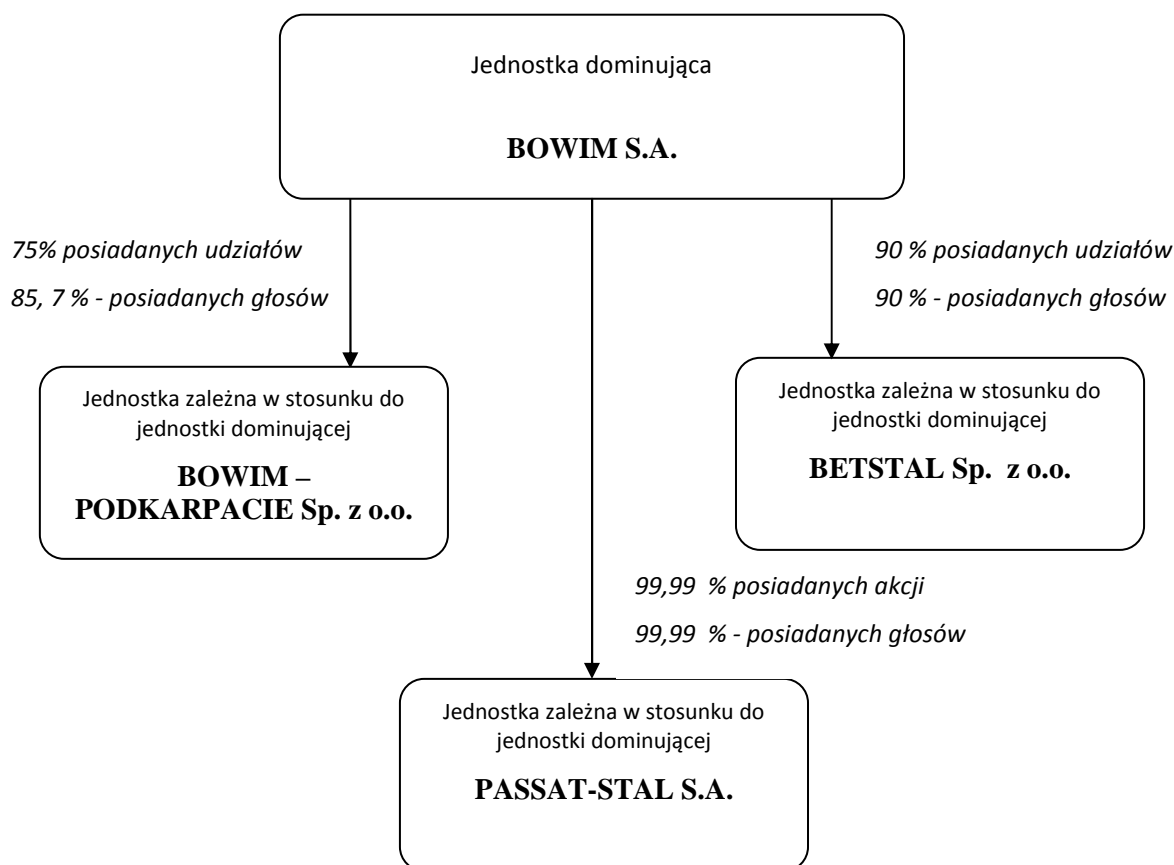 Jednostka dominująca
BOWIM S.A.
75% posiadanych udziałów
85, 7 % - posiadanych głosów
90 % posiadanych udziałów
90 % - posiadanych głosów
Jednostka zależna w stosunku do
jednostki dominującej
BOWIM –
PODKARPACIE Sp. z o.o.
Jednostka zależna w stosunku do
jednostki dominującej
BETSTAL Sp. z o.o.
99,99 % posiadanych akcji
99,99 % - posiadanych głosów
Jednostka zależna w stosunku do
jednostki dominującej
PASSAT-STAL S.A.